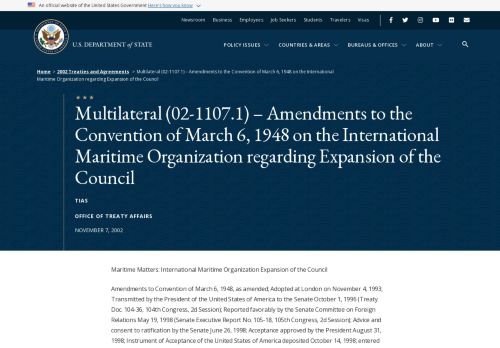 An official website of the United States Government Here's how you know
Newsroom Business Employers Job Seekers Students Travelers Visas
U.S. DEPARTMENT of STATE
POLICY ISSUES COUNTRIES & AREAS BUREAUS & OFFICES ABOUT
Home > 2002 Treaties and Agreements > Multilateral (02-1107.1) - Amendments to the Convention of March 6, 1948 on the International
Maritime Organization regarding Expansion of the Council
Multilateral (02-1107.1) – Amendments to the
Convention of March 6, 1948 on the International
Maritime Organization regarding Expansion of the
Council
TIAS
OFFICE OF TREATY AFFAIRS
NOVEMBER 7, 2002
Maritime Matters: International Maritime Organization Expansion of the Council
Amendments to Convention of March 6, 1948, as amended; Adopted at London on November 4, 1993;
Transmitted by the President of the United States of America to the Senate October 1, 1996 (Treaty
Doc. 104-36, 104th Congress, 2d Session); Reported favorably by the Senate Committee on Foreign
Relations May 19, 1998 (Senate Executive Report No. 105-18, 105th Congress, 2d Session); Advice and
consent to ratification by the Senate June 26, 1998; Acceptance approved by the President August 31,
1998; Instrument of Acceptance of the United States of America deposited October 14, 1998; entered